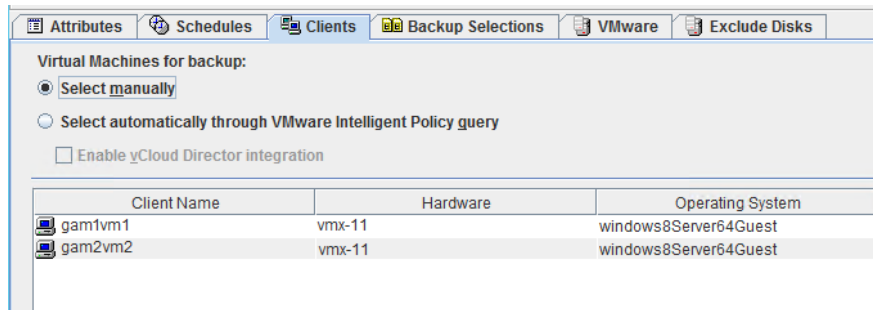 Attributes Schedules Clients Backup Selections VMware Exclude Disks
Virtual Machines for backup:
Select manually
Select automatically through VMware Intelligent Policy query
Enable vCloud Director integration
Client Name Hardware Operating System
gam1vm1 vmx-11 windows8Server64Guest
gam2vm2 vmx-11 windows8Server64Guest